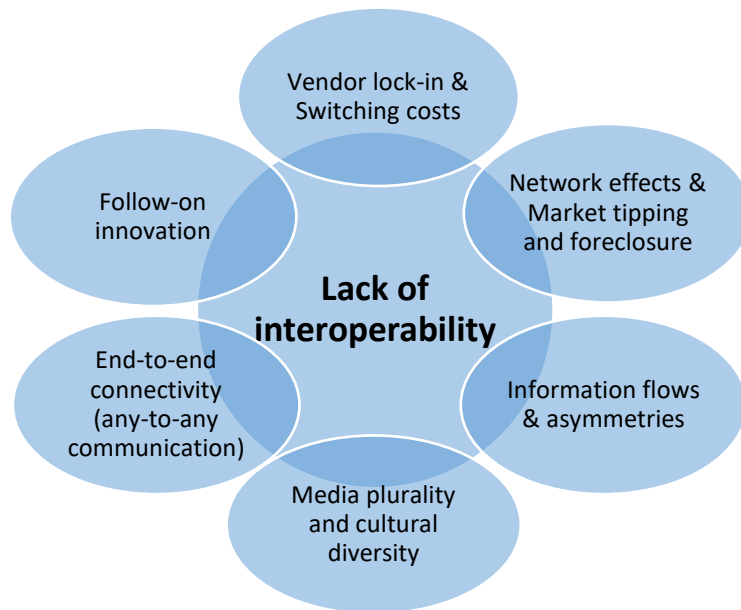 Vendor lock-in &
Switching costs
Network effects &
Market tipping
and foreclosure
Follow-on
innovation
Lack of
interoperability
End-to-end
connectivity
(any-to-any
communication)
Information flows
& asymmetries
Media plurality
and cultural
diversity